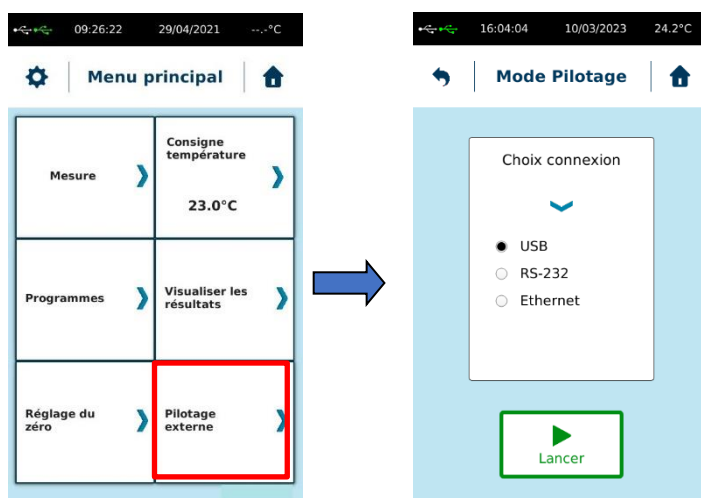 09:26:22 29/04/2021 --,-°C
Menu principal
Mesure
Consigne
température
23.0°C
Programmes
Visualiser les
résultats
Réglage du
zéro
Pilotage
externe
16:04:04 10/03/2023 24.2°C
Mode Pilotage
Choix connexion
USB
RS-232
Ethernet
Lancer